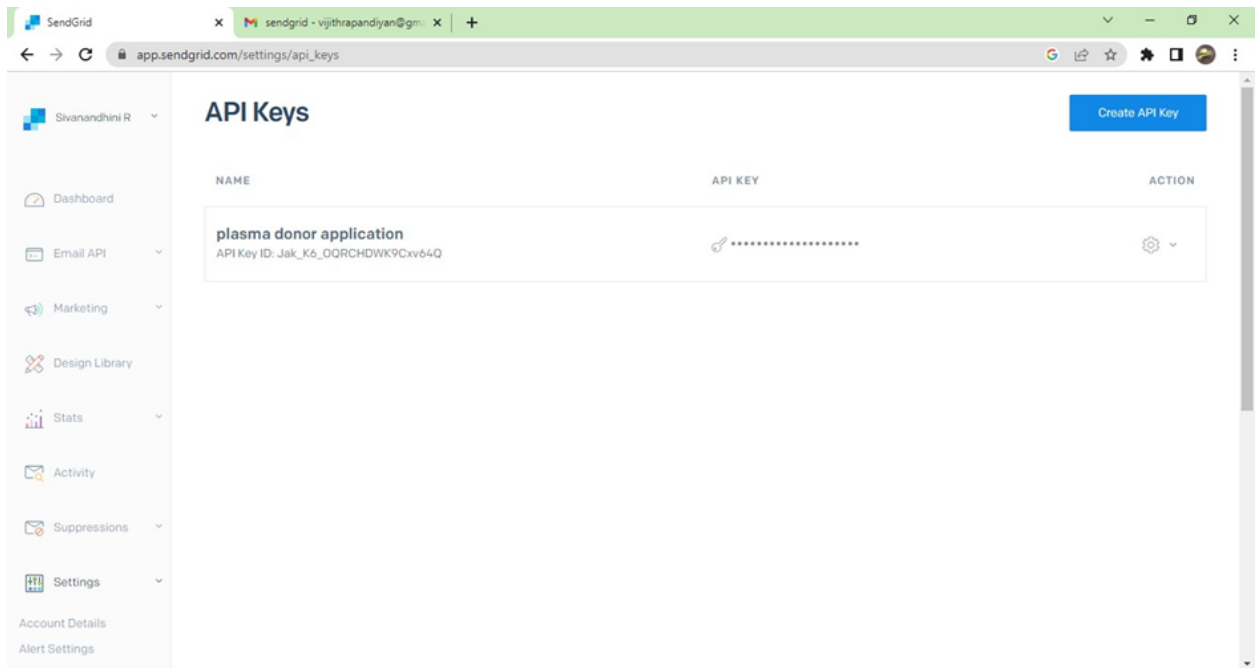 SendGrid
sendgrid - vijithrapandiyan@gm
app.sendgrid.com/settings/api_keys
Sivanandhini R
API Keys
Create API Key
NAME
API KEY
ACTION
plasma donor application
API Key ID: Jak_K6_OQRCHDWK9Cxv64Q
••••••••••••••••••••
Dashboard
Email API
Marketing
Design Library
Stats
Activity
Suppressions
Settings
Account Details
Alert Settings